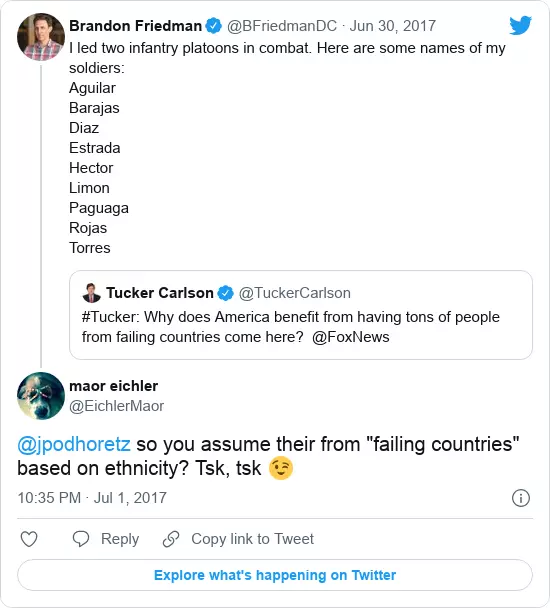 Brandon Friedman @BFriedmanDC · Jun 30, 2017
I led two infantry platoons in combat. Here are some names of my
soldiers:
Aguilar
Barajas
Diaz
Estrada
Hector
Limon
Paguaga
Rojas
Torres
Tucker Carlson @TuckerCarlson
#Tucker: Why does America benefit from having tons of people
from failing countries come here? @FoxNews
maor eichler
@EichlerMaor
@jpodhoretz so you assume their from "failing countries"
based on ethnicity? Tsk, tsk 😉
10:35 PM · Jul 1, 2017
Reply Copy link to Tweet
Explore what's happening on Twitter